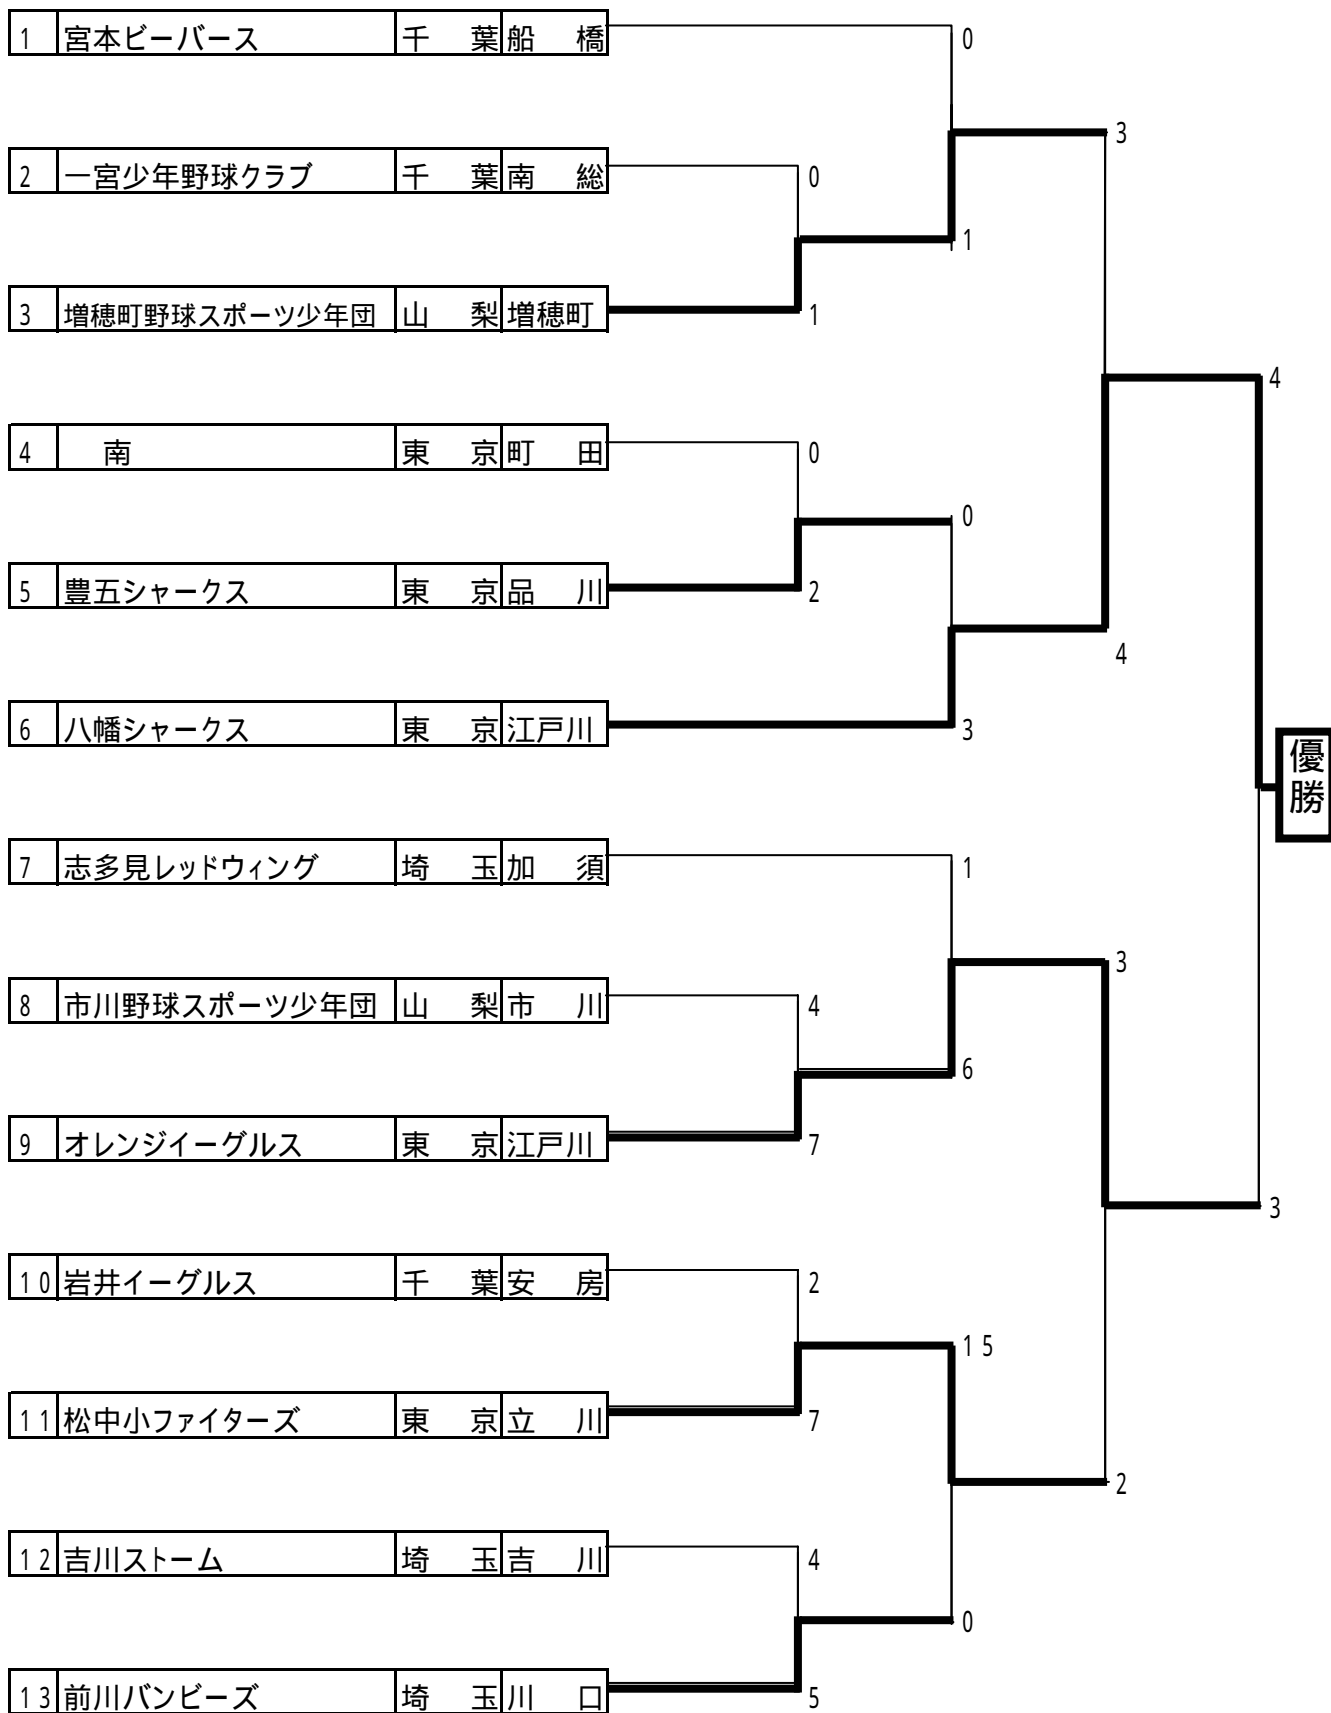 1 宮本ビーバース 千 葉 船 橋
0
3
2 一宮少年野球クラブ 千 葉 南 総
0
1
3 増穂町野球スポーツ少年団 山 梨 増穂町
1
4
4 南 東 京 町 田
0
0
5 豊五シャークス 東 京 品 川
2
4
6 八幡シャークス 東 京 江戸川
3
優勝
7 志多見レッドウィング 埼 玉 加 須
1
3
8 市川野球スポーツ少年団 山 梨 市 川
4
6
9 オレンジイーグルス 東 京 江戸川
7
3
10 岩井イーグルス 千 葉 安 房
2
15
11 松中小ファイターズ 東 京 立 川
7
2
12 吉川ストーム 埼 玉 吉 川
4
0
13 前川バンビーズ 埼 玉 川 口
5